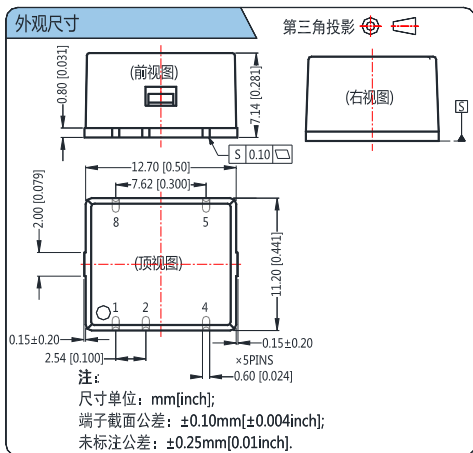 外观尺寸
第三角投影
0.80 [0.031]
(前视图)
7.14 [0.281]
(右视图)
S
S 0.10
12.70 [0.50]
7.62 [0.300]
2.00 [0.079]
8 5
(顶视图)
11.20 [0.441]
1 2 4
0.15±0.20
0.15±0.20
2.54 [0.100]
×5PINS
0.60 [0.024]
注:
尺寸单位: mm[inch];
端子截面公差: ±0.10mm[±0.004inch];
未标注公差: ±0.25mm[0.01inch].